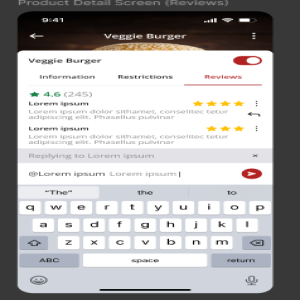 Product Detail Screen (Reviews)
9:41
Veggie Burger
Veggie Burger
Information Restrictions Reviews
4.6 (245)
Lorem ipsum
Lorem ipsum dolor sithamet, conselltec tetur
adipiscing elit. Phasellus pulvinar
Lorem ipsum
Lorem ipsum dolor sithamet, conselltec tetur
adipiscing elit. Phasellus pulvinar
Replying to Lorem ipsum ×
@Lorem ipsum Lorem ipsum|
"The" the to
q w e r t y u i o p
a s d f g h j k l
z x c v b n m
ABC space return